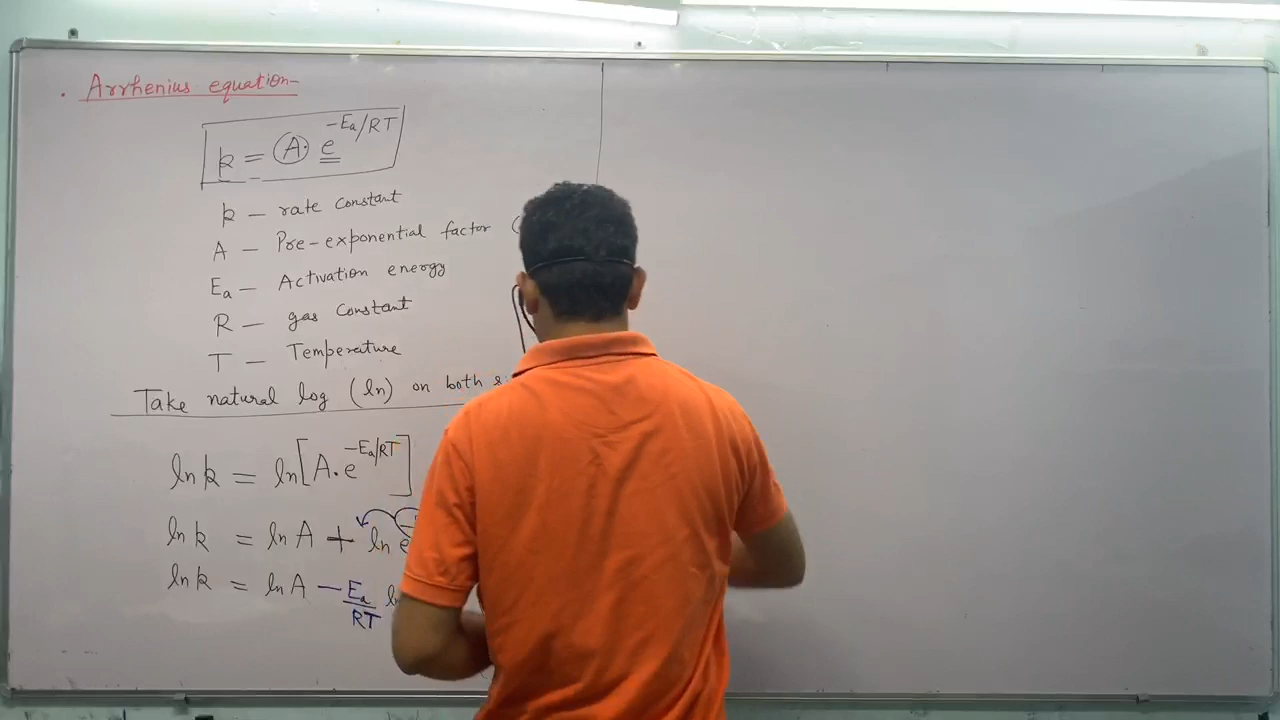 . Arrhenius equation-
k = A. e^-Ea/RT
k - rate constant
A - Pre-exponential factor (
Ea - Activation energy
R - gas constant
T - Temperature
Take natural log (ln) on both s
ln k = ln[A.e^-Ea/RT]
ln k = ln A + ln e
ln k = ln A - Ea/RT l